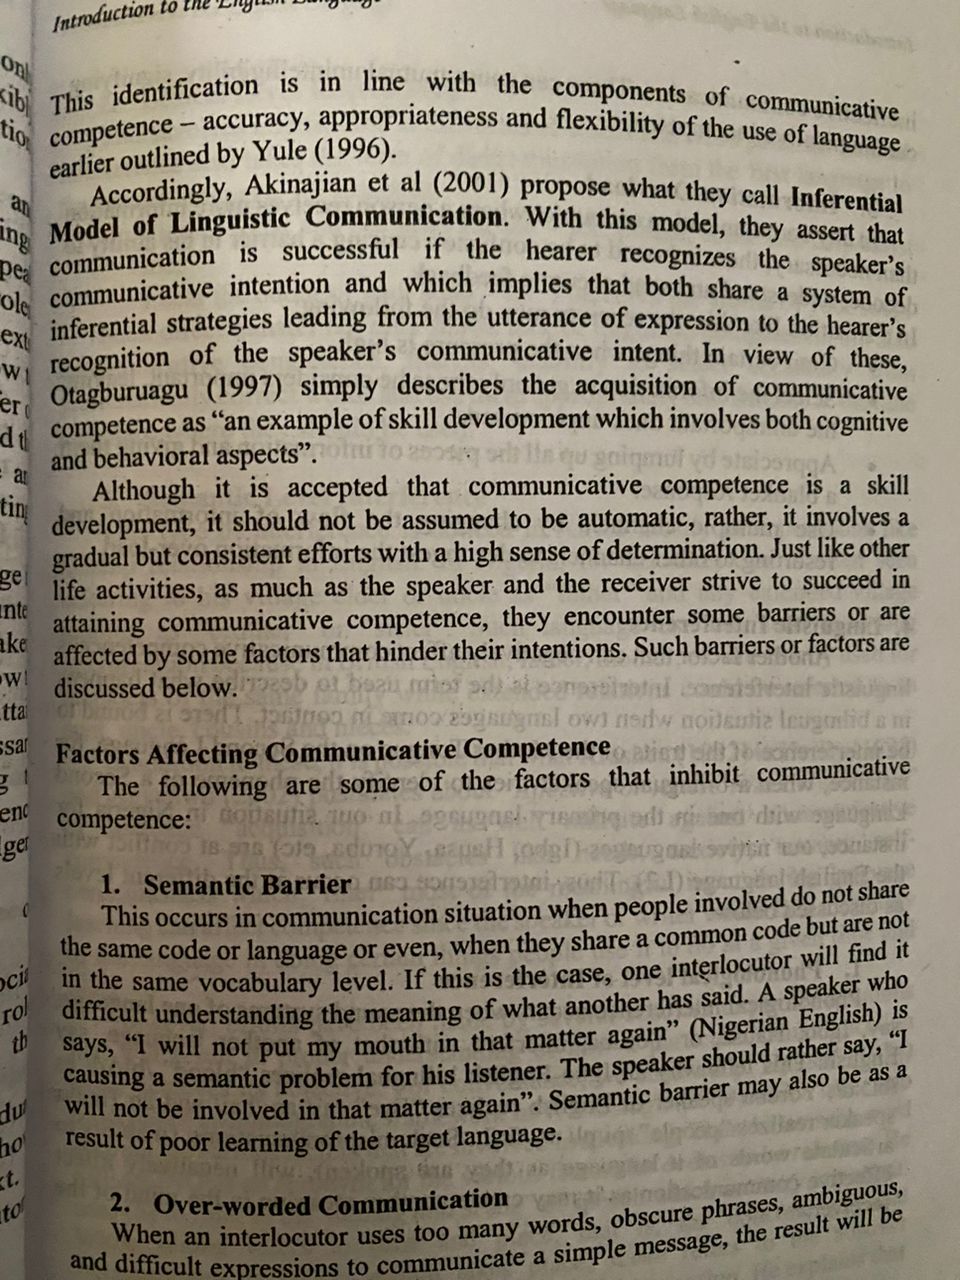 Introduction to the English Language
This identification is in line with the components of communicative
competence – accuracy, appropriateness and flexibility of the use of language
earlier outlined by Yule (1996).
Accordingly, Akinajian et al (2001) propose what they call Inferential
Model of Linguistic Communication. With this model, they assert that
communication is successful if the hearer recognizes the speaker's
communicative intention and which implies that both share a system of
inferential strategies leading from the utterance of expression to the hearer's
recognition of the speaker's communicative intent. In view of these,
Otagburuagu (1997) simply describes the acquisition of communicative
competence as “an example of skill development which involves both cognitive
and behavioral aspects”.
Although it is accepted that communicative competence is a skill
development, it should not be assumed to be automatic, rather, it involves a
gradual but consistent efforts with a high sense of determination. Just like other
life activities, as much as the speaker and the receiver strive to succeed in
attaining communicative competence, they encounter some barriers or are
affected by some factors that hinder their intentions. Such barriers or factors are
discussed below.
Factors Affecting Communicative Competence
The following are some of the factors that inhibit communicative
competence:
1. Semantic Barrier
This occurs in communication situation when people involved do not share
the same code or language or even, when they share a common code but are not
in the same vocabulary level. If this is the case, one interlocutor will find it
difficult understanding the meaning of what another has said. A speaker who
says, “I will not put my mouth in that matter again” (Nigerian English) is
causing a semantic problem for his listener. The speaker should rather say, “I
will not be involved in that matter again”. Semantic barrier may also be as a
result of poor learning of the target language.
2. Over-worded Communication
When an interlocutor uses too many words, obscure phrases, ambiguous,
and difficult expressions to communicate a simple message, the result will be